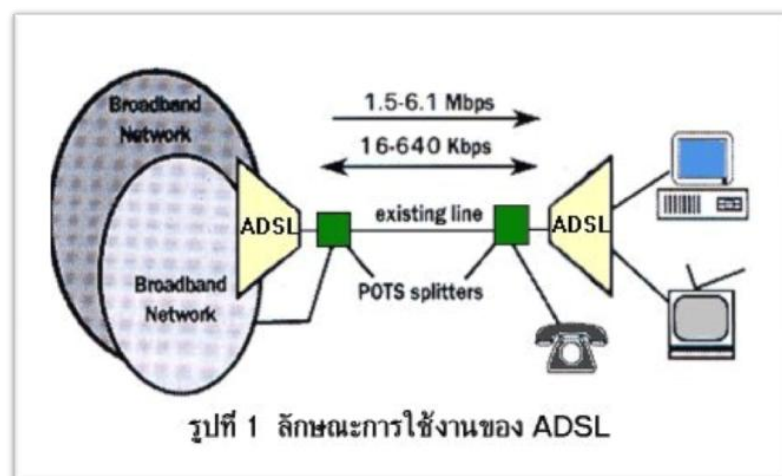 Broadband
Network
1.5-6.1 Mbps
16-640 Kbps
ADSL
existing line
ADSL
Broadband
Network
POTS splitters
รูปที่ 1 ลักษณะการใช้งานของ ADSL